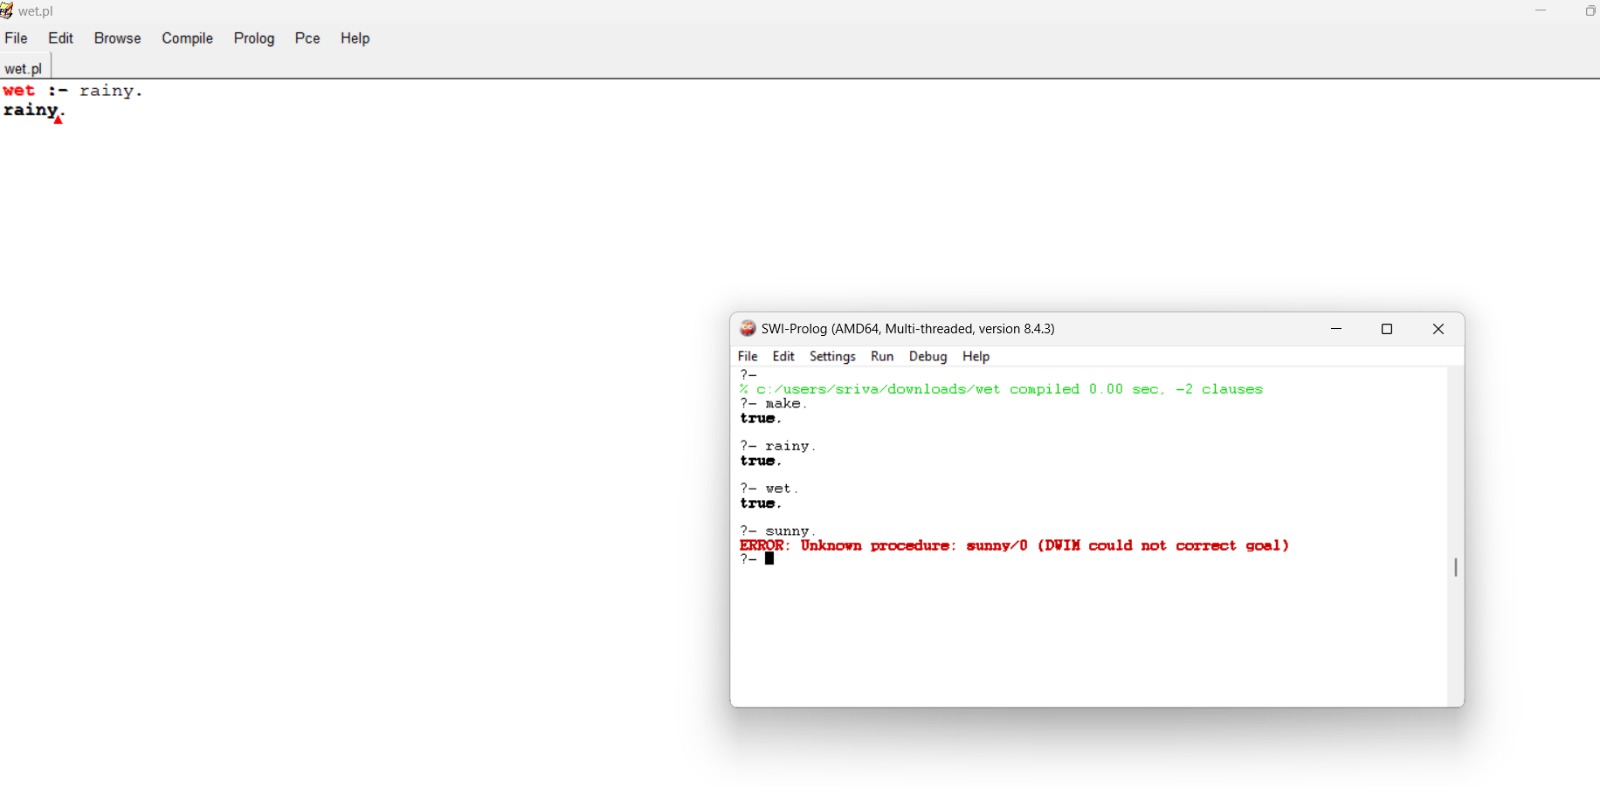 wet.pl
File Edit Browse Compile Prolog Pce Help
wet.pl
wet :- rainy.
rainy.
SWI-Prolog (AMD64, Multi-threaded, version 8.4.3)
File Edit Settings Run Debug Help
?-
% c:/users/sriva/downloads/wet compiled 0.00 sec, -2 clauses
?- make.
true.
?- rainy.
true.
?- wet.
true.
?- sunny.
ERROR: Unknown procedure: sunny/0 (DWIM could not correct goal)
?-